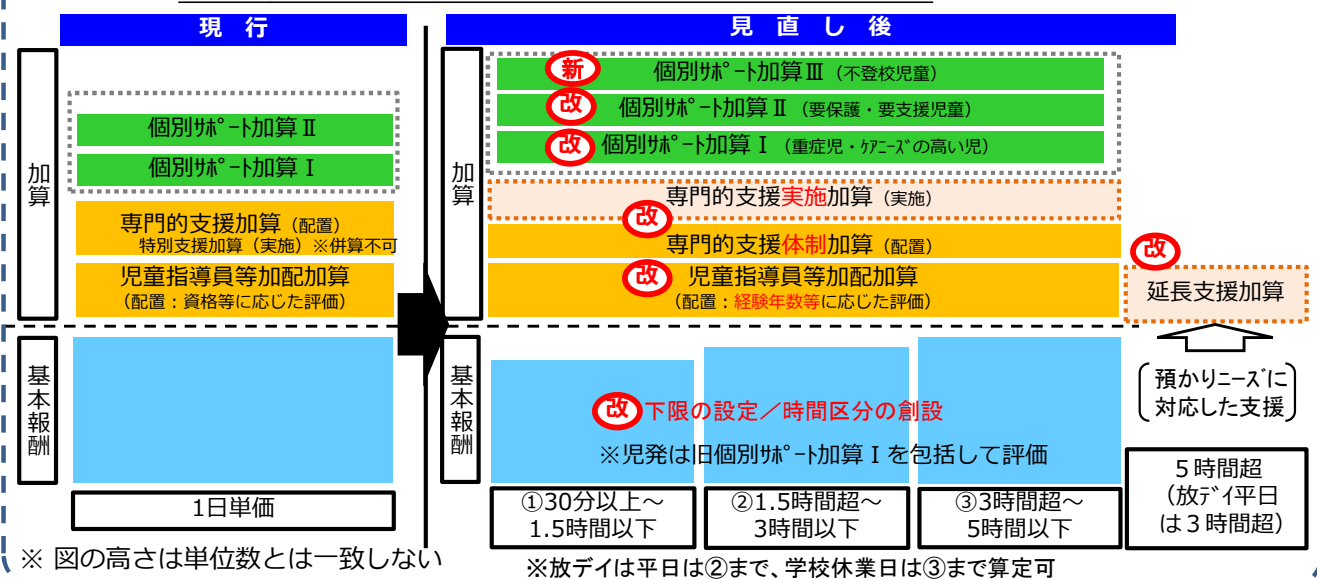 現 行
加算
個別ｻﾎﾟｰﾄ加算Ⅱ
個別ｻﾎﾟｰﾄ加算Ⅰ
専門的支援加算（配置）
特別支援加算（実施）※併算不可
児童指導員等加配加算
（配置：資格等に応じた評価）
基本報酬
1日単価
※ 図の高さは単位数とは一致しない
見 直 し 後
加算
新 個別ｻﾎﾟｰﾄ加算Ⅲ（不登校児童）
改 個別ｻﾎﾟｰﾄ加算Ⅱ（要保護・要支援児童）
改 個別ｻﾎﾟｰﾄ加算Ⅰ（重症児・ｹｱﾆｰｽﾞの高い児）
専門的支援実施加算（実施）
改
専門的支援体制加算（配置）
改 児童指導員等加配加算
（配置：経験年数等に応じた評価）
改
延長支援加算
預かりﾆｰｽﾞに
対応した支援
基本報酬
改 下限の設定／時間区分の創設
※児発は旧個別ｻﾎﾟｰﾄ加算Ⅰを包括して評価
①30分以上～
1.5時間以下
②1.5時間超～
3時間以下
③3時間超～
5時間以下
５時間超
（放ﾃﾞｲ平日
は３時間超）
※放デイは平日は②まで、学校休業日は③まで算定可